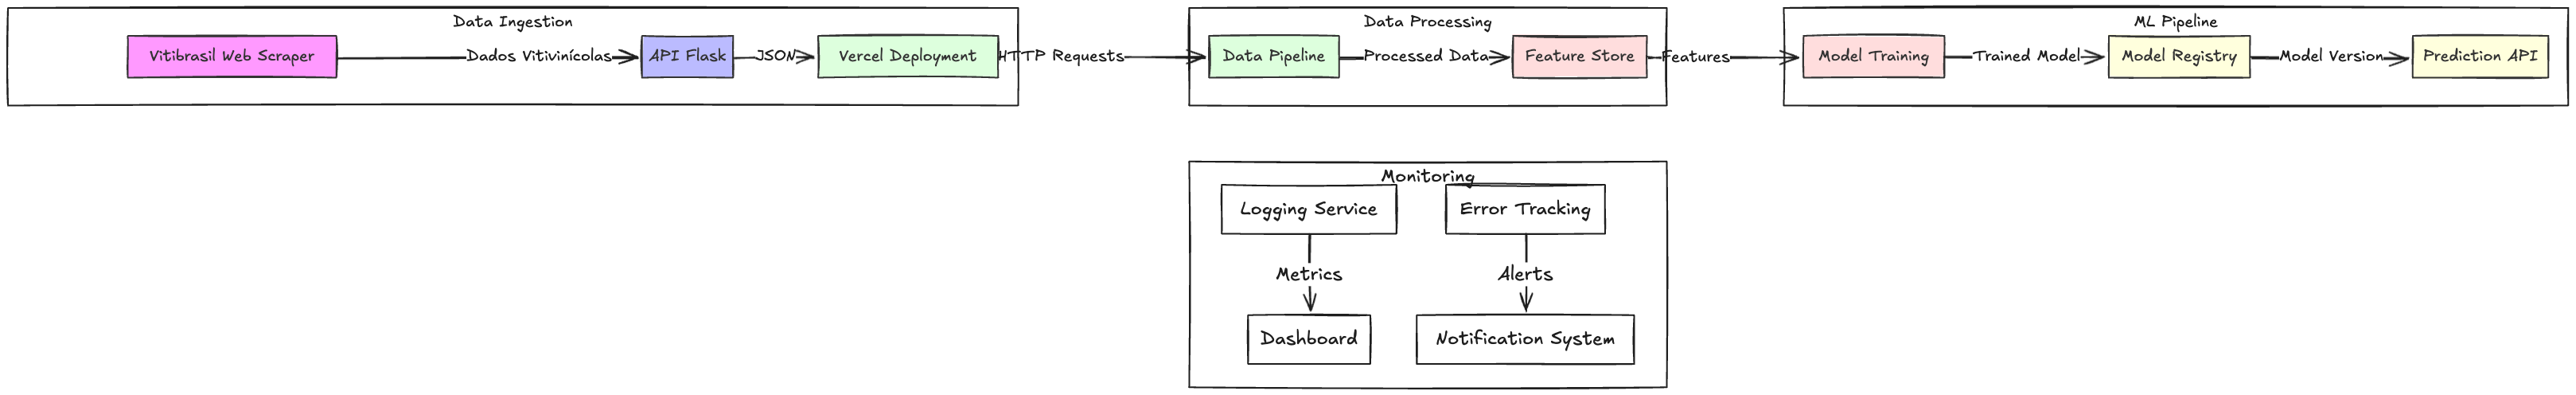 Data Ingestion
Vitibrasil Web Scraper
Dados Vitivinícolas
API Flask
JSON
Vercel Deployment
HTTP Requests
Data Processing
Data Pipeline
Processed Data
Feature Store
Features
ML Pipeline
Model Training
Trained Model
Model Registry
Model Version
Prediction API
Monitoring
Logging Service
Error Tracking
Metrics
Alerts
Dashboard
Notification System